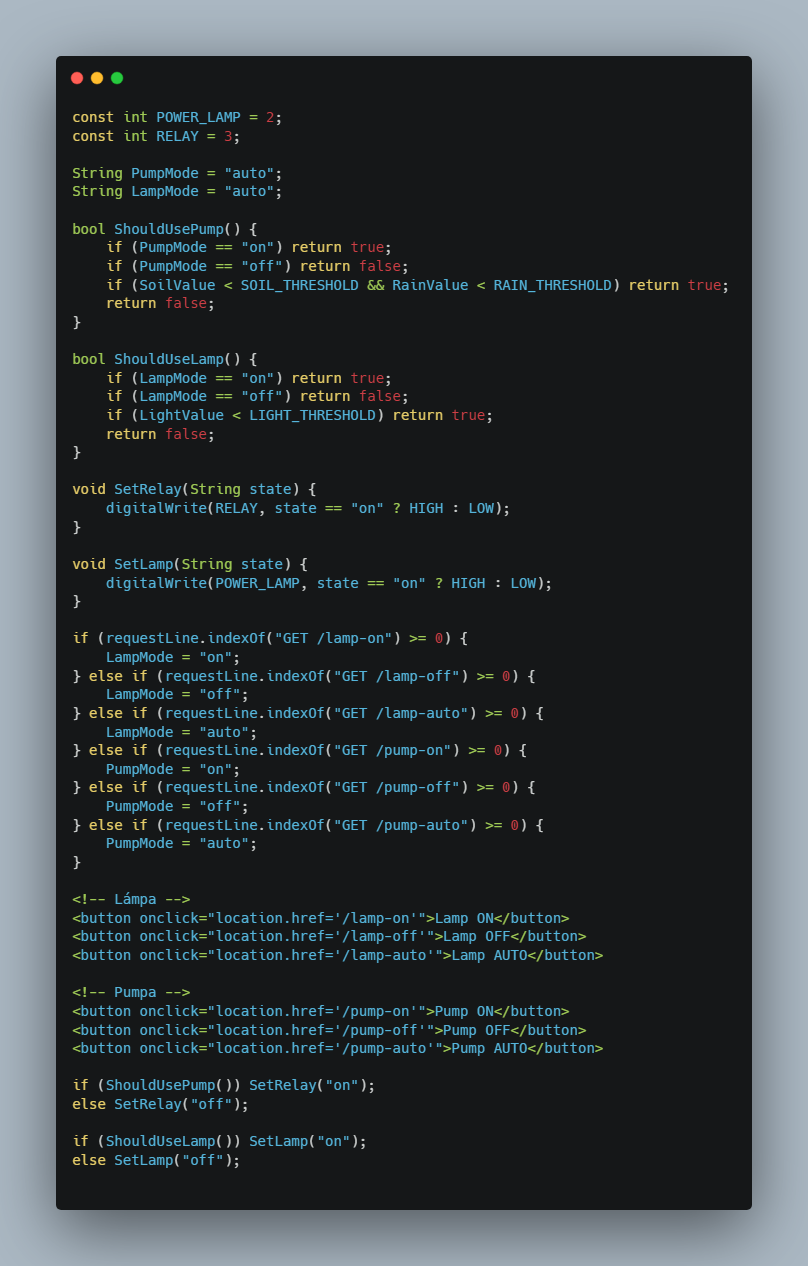 const int POWER_LAMP = 2;
const int RELAY = 3;

String PumpMode = "auto";
String LampMode = "auto";

bool ShouldUsePump() {
    if (PumpMode == "on") return true;
    if (PumpMode == "off") return false;
    if (SoilValue < SOIL_THRESHOLD && RainValue < RAIN_THRESHOLD) return true;
    return false;
}

bool ShouldUseLamp() {
    if (LampMode == "on") return true;
    if (LampMode == "off") return false;
    if (LightValue < LIGHT_THRESHOLD) return true;
    return false;
}

void SetRelay(String state) {
    digitalWrite(RELAY, state == "on" ? HIGH : LOW);
}

void SetLamp(String state) {
    digitalWrite(POWER_LAMP, state == "on" ? HIGH : LOW);
}

if (requestLine.indexOf("GET /lamp-on") >= 0) {
    LampMode = "on";
} else if (requestLine.indexOf("GET /lamp-off") >= 0) {
    LampMode = "off";
} else if (requestLine.indexOf("GET /lamp-auto") >= 0) {
    LampMode = "auto";
} else if (requestLine.indexOf("GET /pump-on") >= 0) {
    PumpMode = "on";
} else if (requestLine.indexOf("GET /pump-off") >= 0) {
    PumpMode = "off";
} else if (requestLine.indexOf("GET /pump-auto") >= 0) {
    PumpMode = "auto";
}

<!-- Lámpa -->
<button onclick="location.href='/lamp-on'">Lamp ON</button>
<button onclick="location.href='/lamp-off'">Lamp OFF</button>
<button onclick="location.href='/lamp-auto'">Lamp AUTO</button>

<!-- Pumpa -->
<button onclick="location.href='/pump-on'">Pump ON</button>
<button onclick="location.href='/pump-off'">Pump OFF</button>
<button onclick="location.href='/pump-auto'">Pump AUTO</button>

if (ShouldUsePump()) SetRelay("on");
else SetRelay("off");

if (ShouldUseLamp()) SetLamp("on");
else SetLamp("off");